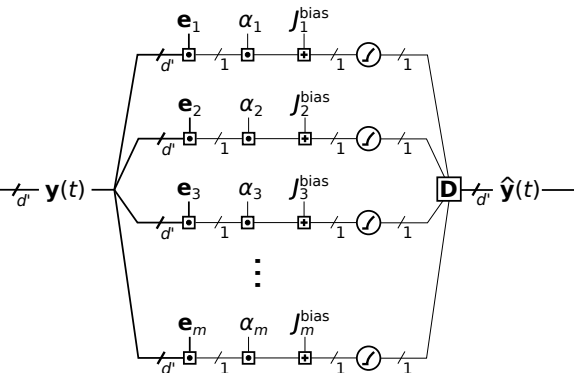 𝐞₁ α₁ J₁ᵇⁱᵃˢ
d' 1 1 1
𝐞₂ α₂ J₂ᵇⁱᵃˢ
d' 1 1 1
d' 𝐲(t) 𝐃 d' 𝐲̂(t)
𝐞₃ α₃ J₃ᵇⁱᵃˢ
d' 1 1 1
⋮
𝐞ₘ αₘ Jₘᵇⁱᵃˢ
d' 1 1 1